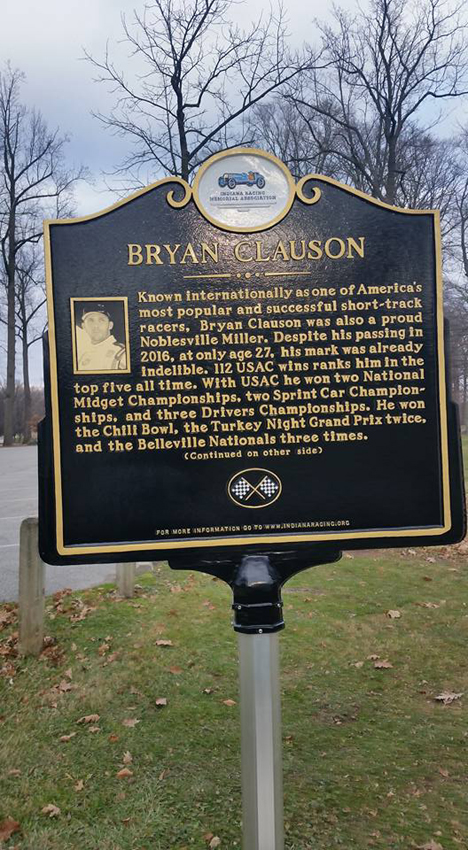 INDIANA RACING
MEMORIAL ASSOCIATION
BRYAN CLAUSON
Known internationally as one of America's
most popular and successful short-track
racers, Bryan Clauson was also a proud
Noblesville Miller. Despite his passing in
2016, at only age 27, his mark was already
indelible. 112 USAC wins ranks him in the
top five all time. With USAC he won two National
Midget Championships, two Sprint Car Champion-
ships, and three Drivers Championships. He won
the Chili Bowl, the Turkey Night Grand Prix twice,
and the Belleville Nationals three times.
(Continued on other side)
FOR MORE INFORMATION GO TO WWW.INDIANARACING.ORG